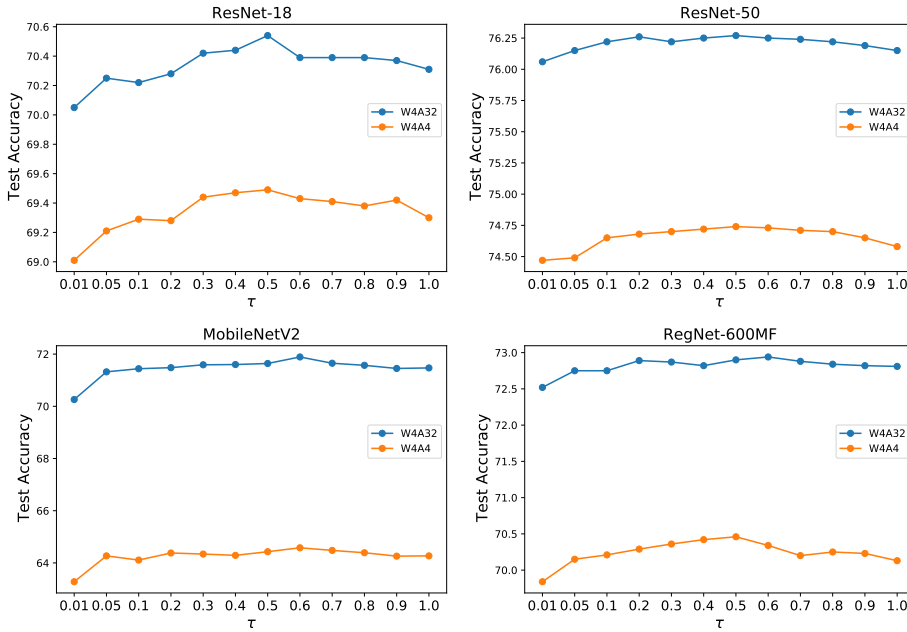 ResNet-18
70.6
70.4
70.2
70.0
69.8
69.6
69.4
69.2
69.0
Test Accuracy
W4A32
W4A4
0.01 0.05 0.1 0.2 0.3 0.4 0.5 0.6 0.7 0.8 0.9 1.0
τ
ResNet-50
76.25
76.00
75.75
75.50
75.25
75.00
74.75
74.50
Test Accuracy
W4A32
W4A4
0.01 0.05 0.1 0.2 0.3 0.4 0.5 0.6 0.7 0.8 0.9 1.0
τ
MobileNetV2
72
70
68
66
64
Test Accuracy
W4A32
W4A4
0.01 0.05 0.1 0.2 0.3 0.4 0.5 0.6 0.7 0.8 0.9 1.0
τ
RegNet-600MF
73.0
72.5
72.0
71.5
71.0
70.5
70.0
Test Accuracy
W4A32
W4A4
0.01 0.05 0.1 0.2 0.3 0.4 0.5 0.6 0.7 0.8 0.9 1.0
τ